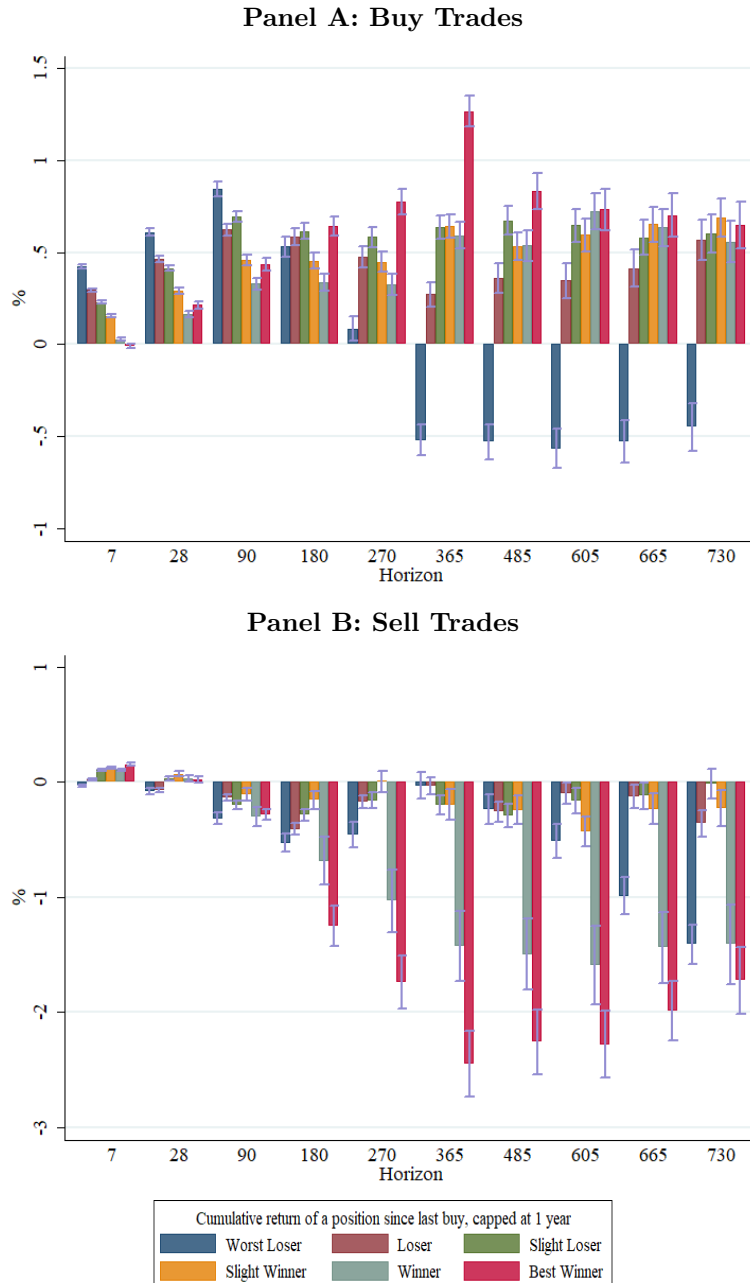 Panel A: Buy Trades
1.5
1
.5
0
-.5
-1
%
7 28 90 180 270 365 485 605 665 730
Horizon
Panel B: Sell Trades
1
0
-1
-2
-3
%
7 28 90 180 270 365 485 605 665 730
Horizon
Cumulative return of a position since last buy, capped at 1 year
Worst Loser Loser Slight Loser
Slight Winner Winner Best Winner